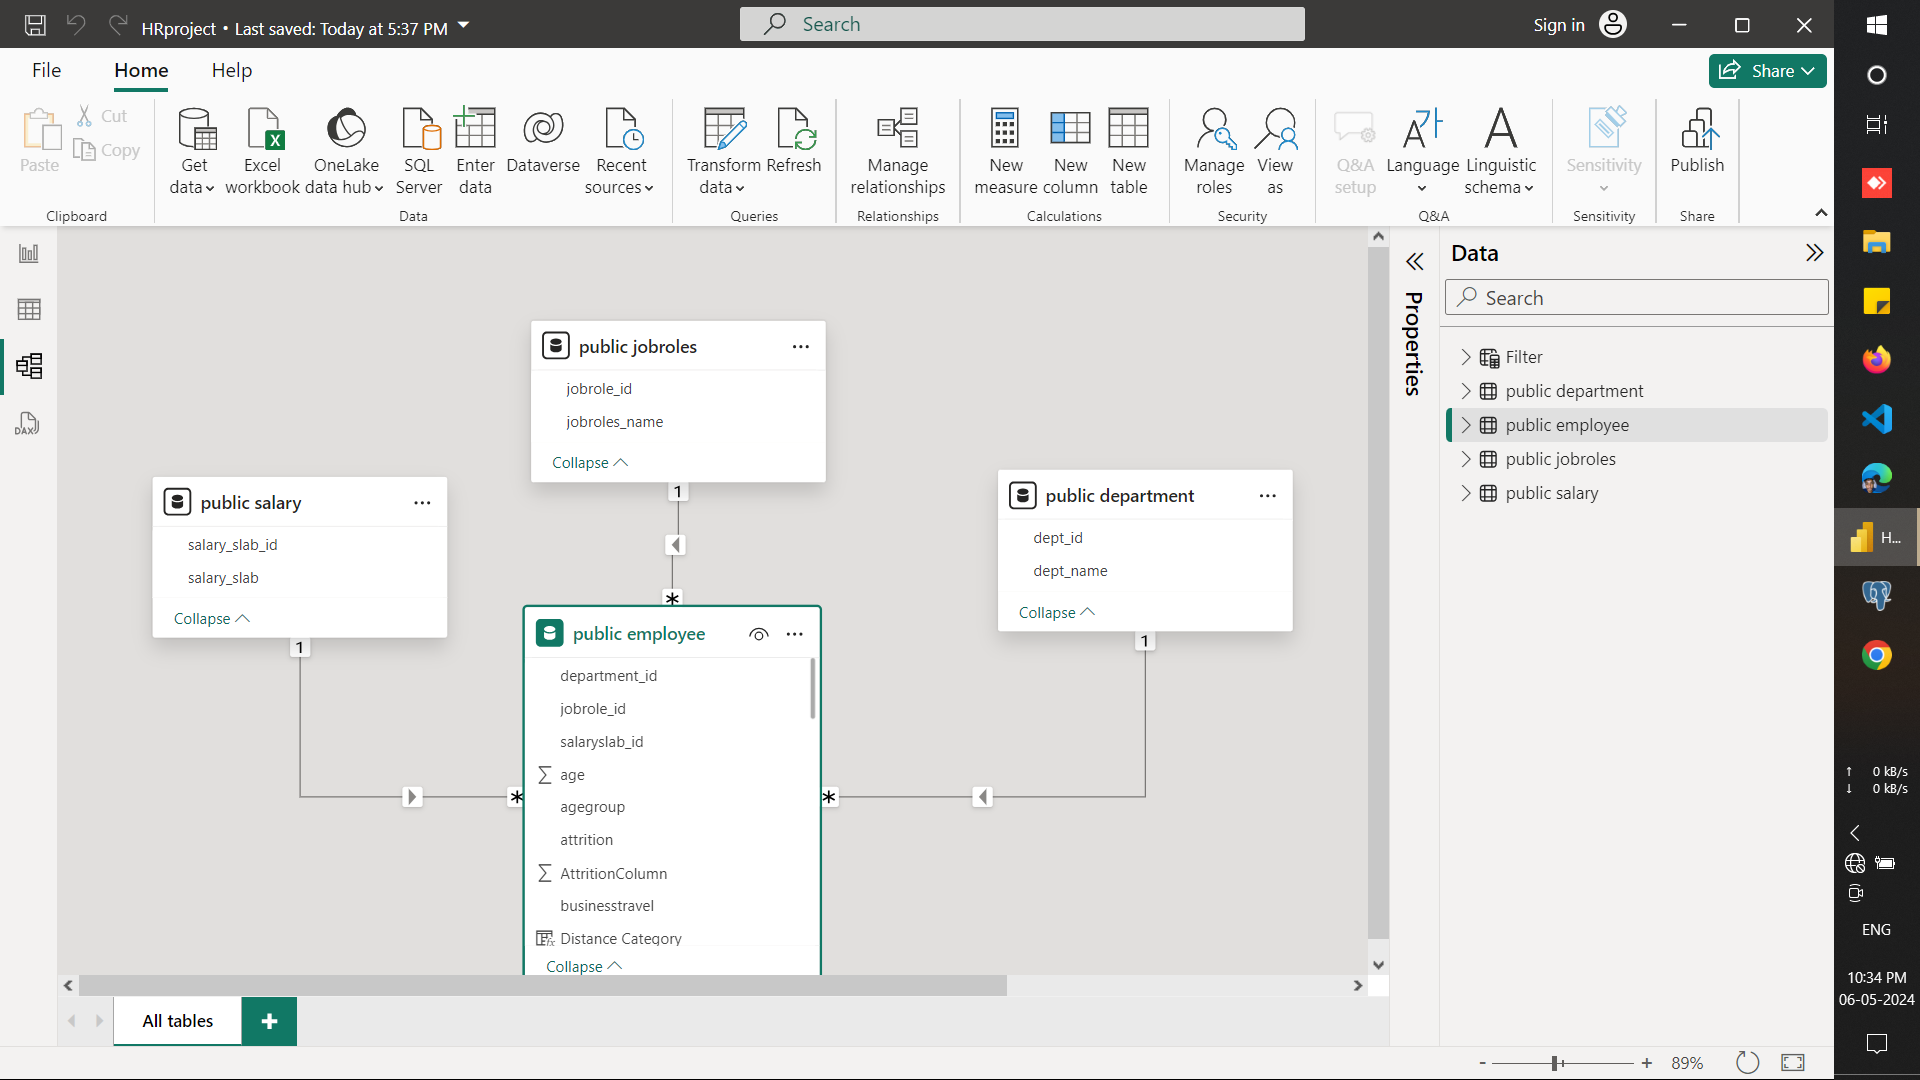 HRproject • Last saved: Today at 5:37 PM
Search
Sign in
File
Home
Help
Share
Paste
Cut
Copy
Clipboard
Get data
Excel workbook
OneLake data hub
SQL Server
Enter data
Dataverse
Recent sources
Data
Transform data
Refresh
Queries
Manage relationships
Relationships
New measure
New column
New table
Calculations
Manage roles
View as
Security
Q&A setup
Language
Linguistic schema
Q&A
Sensitivity
Sensitivity
Publish
Share
DAX
public jobroles
jobrole_id
jobroles_name
Collapse
1
*
public salary
salary_slab_id
salary_slab
Collapse
1
*
public department
dept_id
dept_name
Collapse
1
*
public employee
department_id
jobrole_id
salaryslab_id
age
agegroup
attrition
AttritionColumn
businesstravel
Distance Category
Collapse
Properties
Data
Search
Filter
public department
public employee
public jobroles
public salary
All tables
+
-
+
89%
H...
↑ 0 kB/s
↓ 0 kB/s
ENG
10:34 PM
06-05-2024